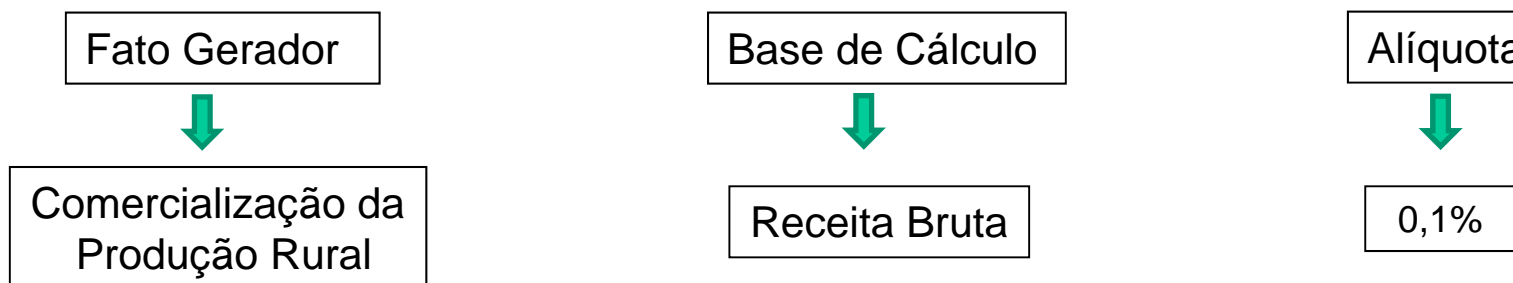 Fato Gerador
Base de Cálculo
Alíquota
Comercialização da
Produção Rural
Receita Bruta
0,1%